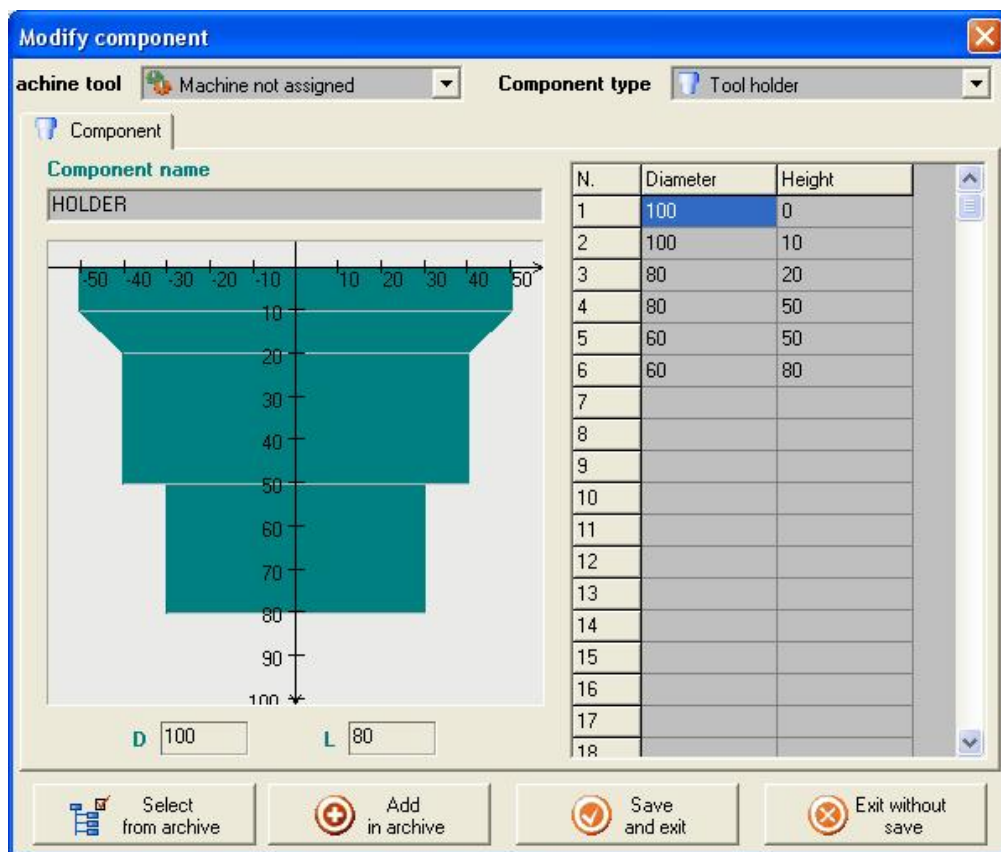 Modify component
achine tool Machine not assigned Component type Tool holder
Component
Component name
HOLDER
N. Diameter Height
1 100 0
2 100 10
3 80 20
4 80 50
5 60 50
6 60 80
7
8
9
10
11
12
13
14
15
16
17
18
-50 -40 -30 -20 -10 10 20 30 40 50
10
20
30
40
50
60
70
80
90
100
D 100 L 80
Select
from archive
Add
in archive
Save
and exit
Exit without
save